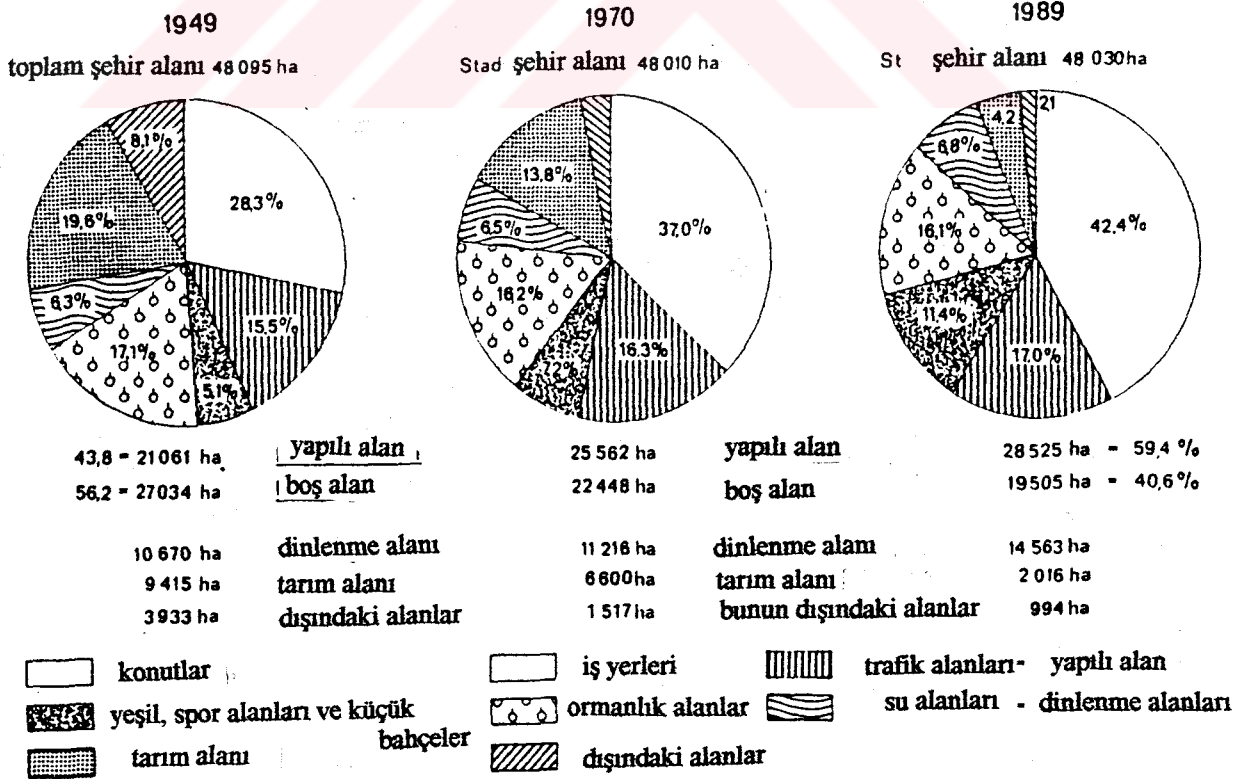 1949
1970
1989
toplam şehir alanı 48 095 ha
Stad şehir alanı 48 010 ha
St şehir alanı 48 030ha
8,1%
28,3%
19,6%
6,3%
15,5%
17,1%
5,1%
13,8%
37,0%
6,5%
16,2%
16,3%
7,2%
21
4,2
6,8%
42,4%
16,1%
11,4%
17,0%
43,8 = 21061 ha yapılı alan 25 562 ha yapılı alan 28 525 ha = 59,4 %
56,2 = 27034 ha boş alan 22 448 ha boş alan 19505 ha = 40,6%
10 670 ha dinlenme alanı 11 216 ha dinlenme alanı 14 563 ha
9 415 ha tarım alanı 6 600ha tarım alanı 2 016 ha
3 933 ha dışındaki alanlar 1 517 ha bunun dışındaki alanlar 994 ha
konutlar iş yerleri trafik alanları- yapılı alan
yeşil, spor alanları ve küçük bahçeler ormanlık alanlar su alanları - dinlenme alanları
tarım alanı dışındaki alanlar